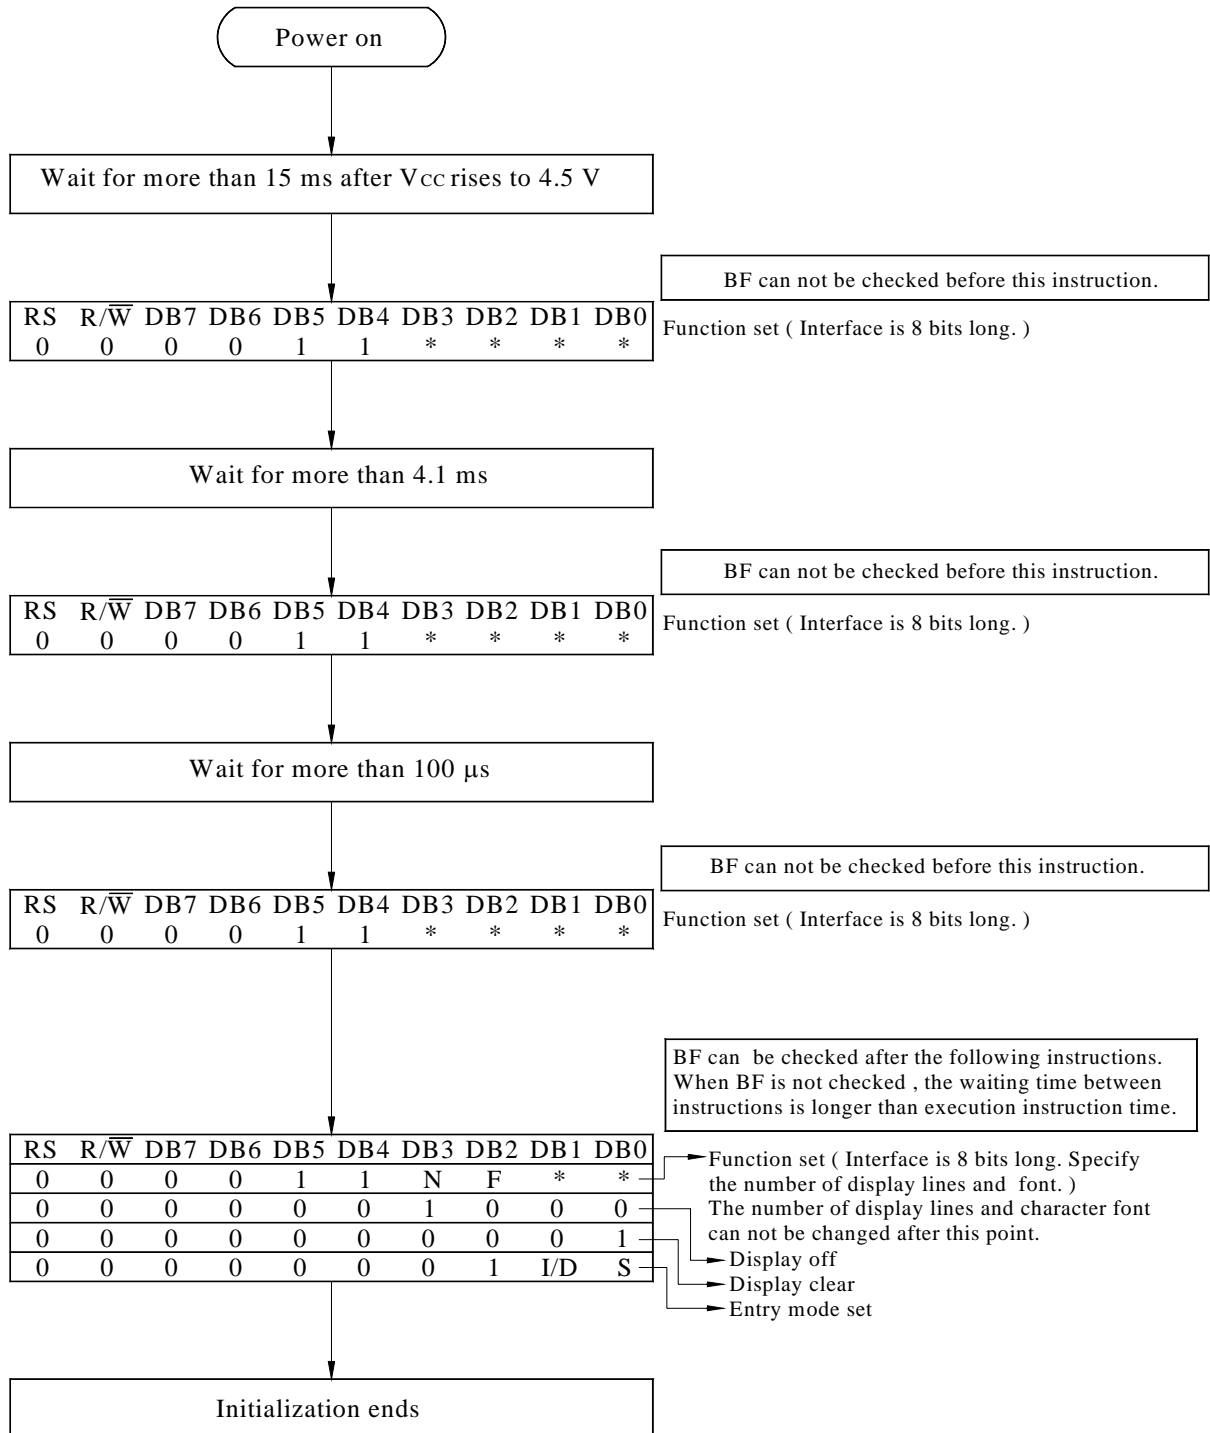 Power on
Wait for more than 15 ms after VCC rises to 4.5 V
BF can not be checked before this instruction.
RS R/W̅ DB7 DB6 DB5 DB4 DB3 DB2 DB1 DB0
0 0 0 0 1 1 * * * *
Function set ( Interface is 8 bits long. )
Wait for more than 4.1 ms
BF can not be checked before this instruction.
RS R/W̅ DB7 DB6 DB5 DB4 DB3 DB2 DB1 DB0
0 0 0 0 1 1 * * * *
Function set ( Interface is 8 bits long. )
Wait for more than 100 µs
BF can not be checked before this instruction.
RS R/W̅ DB7 DB6 DB5 DB4 DB3 DB2 DB1 DB0
0 0 0 0 1 1 * * * *
Function set ( Interface is 8 bits long. )
BF can be checked after the following instructions.
When BF is not checked , the waiting time between
instructions is longer than execution instruction time.
RS R/W̅ DB7 DB6 DB5 DB4 DB3 DB2 DB1 DB0
0 0 0 0 1 1 N F * *
0 0 0 0 0 0 1 0 0 0
0 0 0 0 0 0 0 0 0 1
0 0 0 0 0 0 0 1 I/D S
Function set ( Interface is 8 bits long. Specify
the number of display lines and font. )
The number of display lines and character font
can not be changed after this point.
Display off
Display clear
Entry mode set
Initialization ends